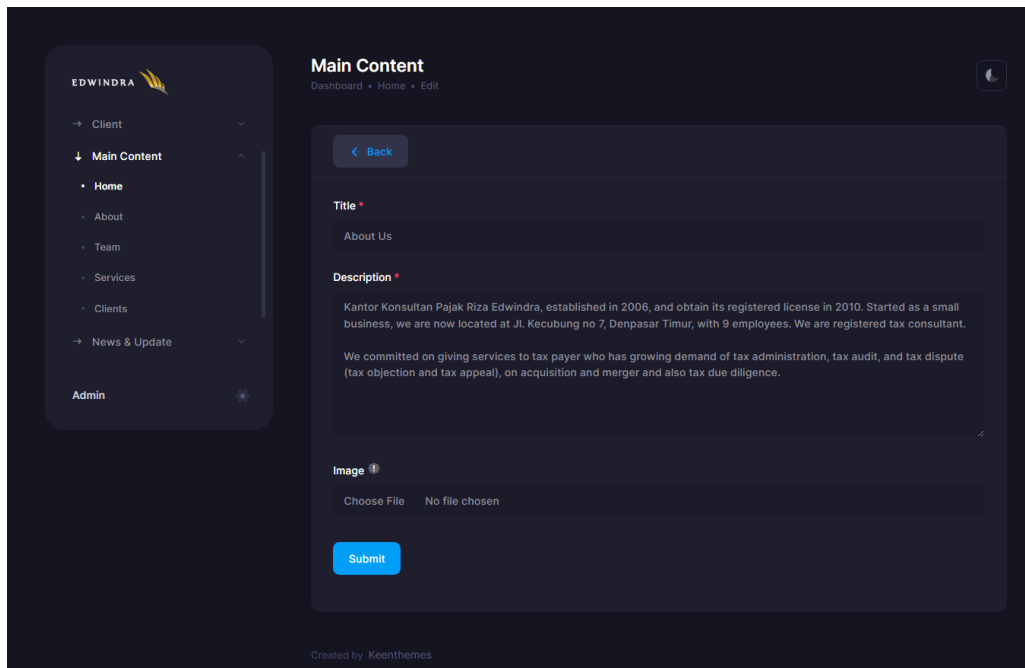 EDWINDRA
Client
Main Content
Home
About
Team
Services
Clients
News & Update
Admin
Main Content
Dashboard • Home • Edit
Back
Title *
About Us
Description *
Kantor Konsultan Pajak Riza Edwindra, established in 2006, and obtain its registered license in 2010. Started as a small
business, we are now located at Jl. Kecubung no 7, Denpasar Timur, with 9 employees. We are registered tax consultant.
We committed on giving services to tax payer who has growing demand of tax administration, tax audit, and tax dispute
(tax objection and tax appeal), on acquisition and merger and also tax due diligence.
Image
Choose File No file chosen
Submit
Created by Keenthemes